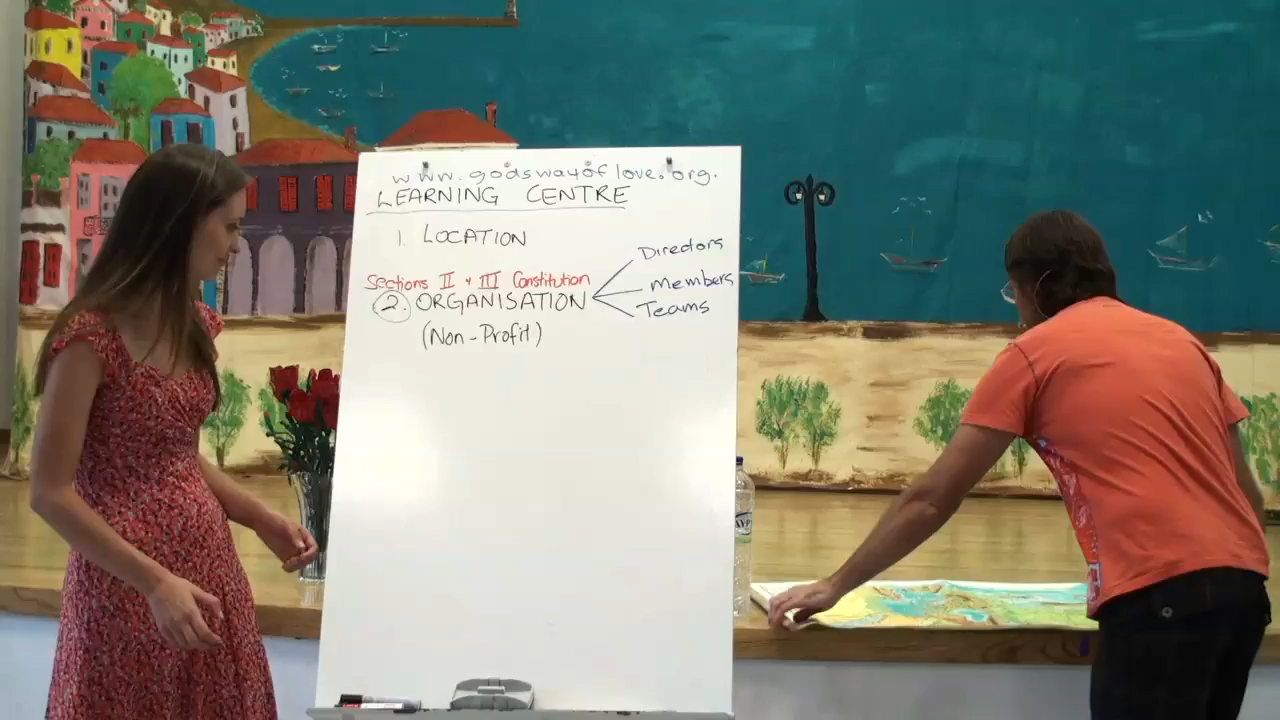 www.godswayoflove.org.
LEARNING CENTRE
1. LOCATION
Sections II + III Constitution
2. ORGANISATION
Directors
Members
Teams
(Non-Profit)